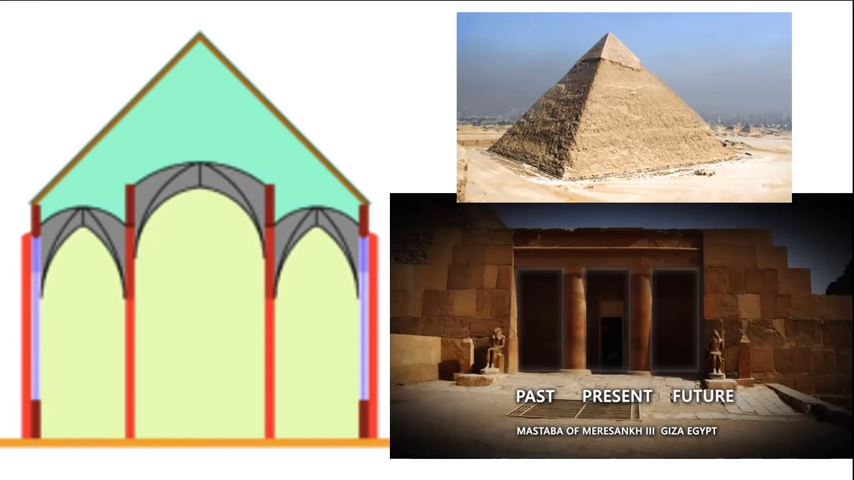 PAST PRESENT FUTURE
MASTABA OF MERESANKH III GIZA EGYPT